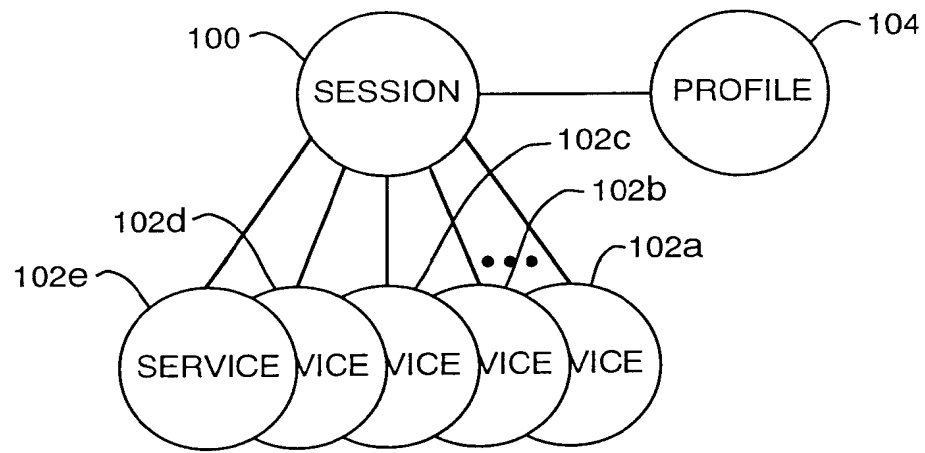 100
SESSION
PROFILE
104
102c
102b
102a
102d
102e
SERVICE
VICE
VICE
VICE
VICE